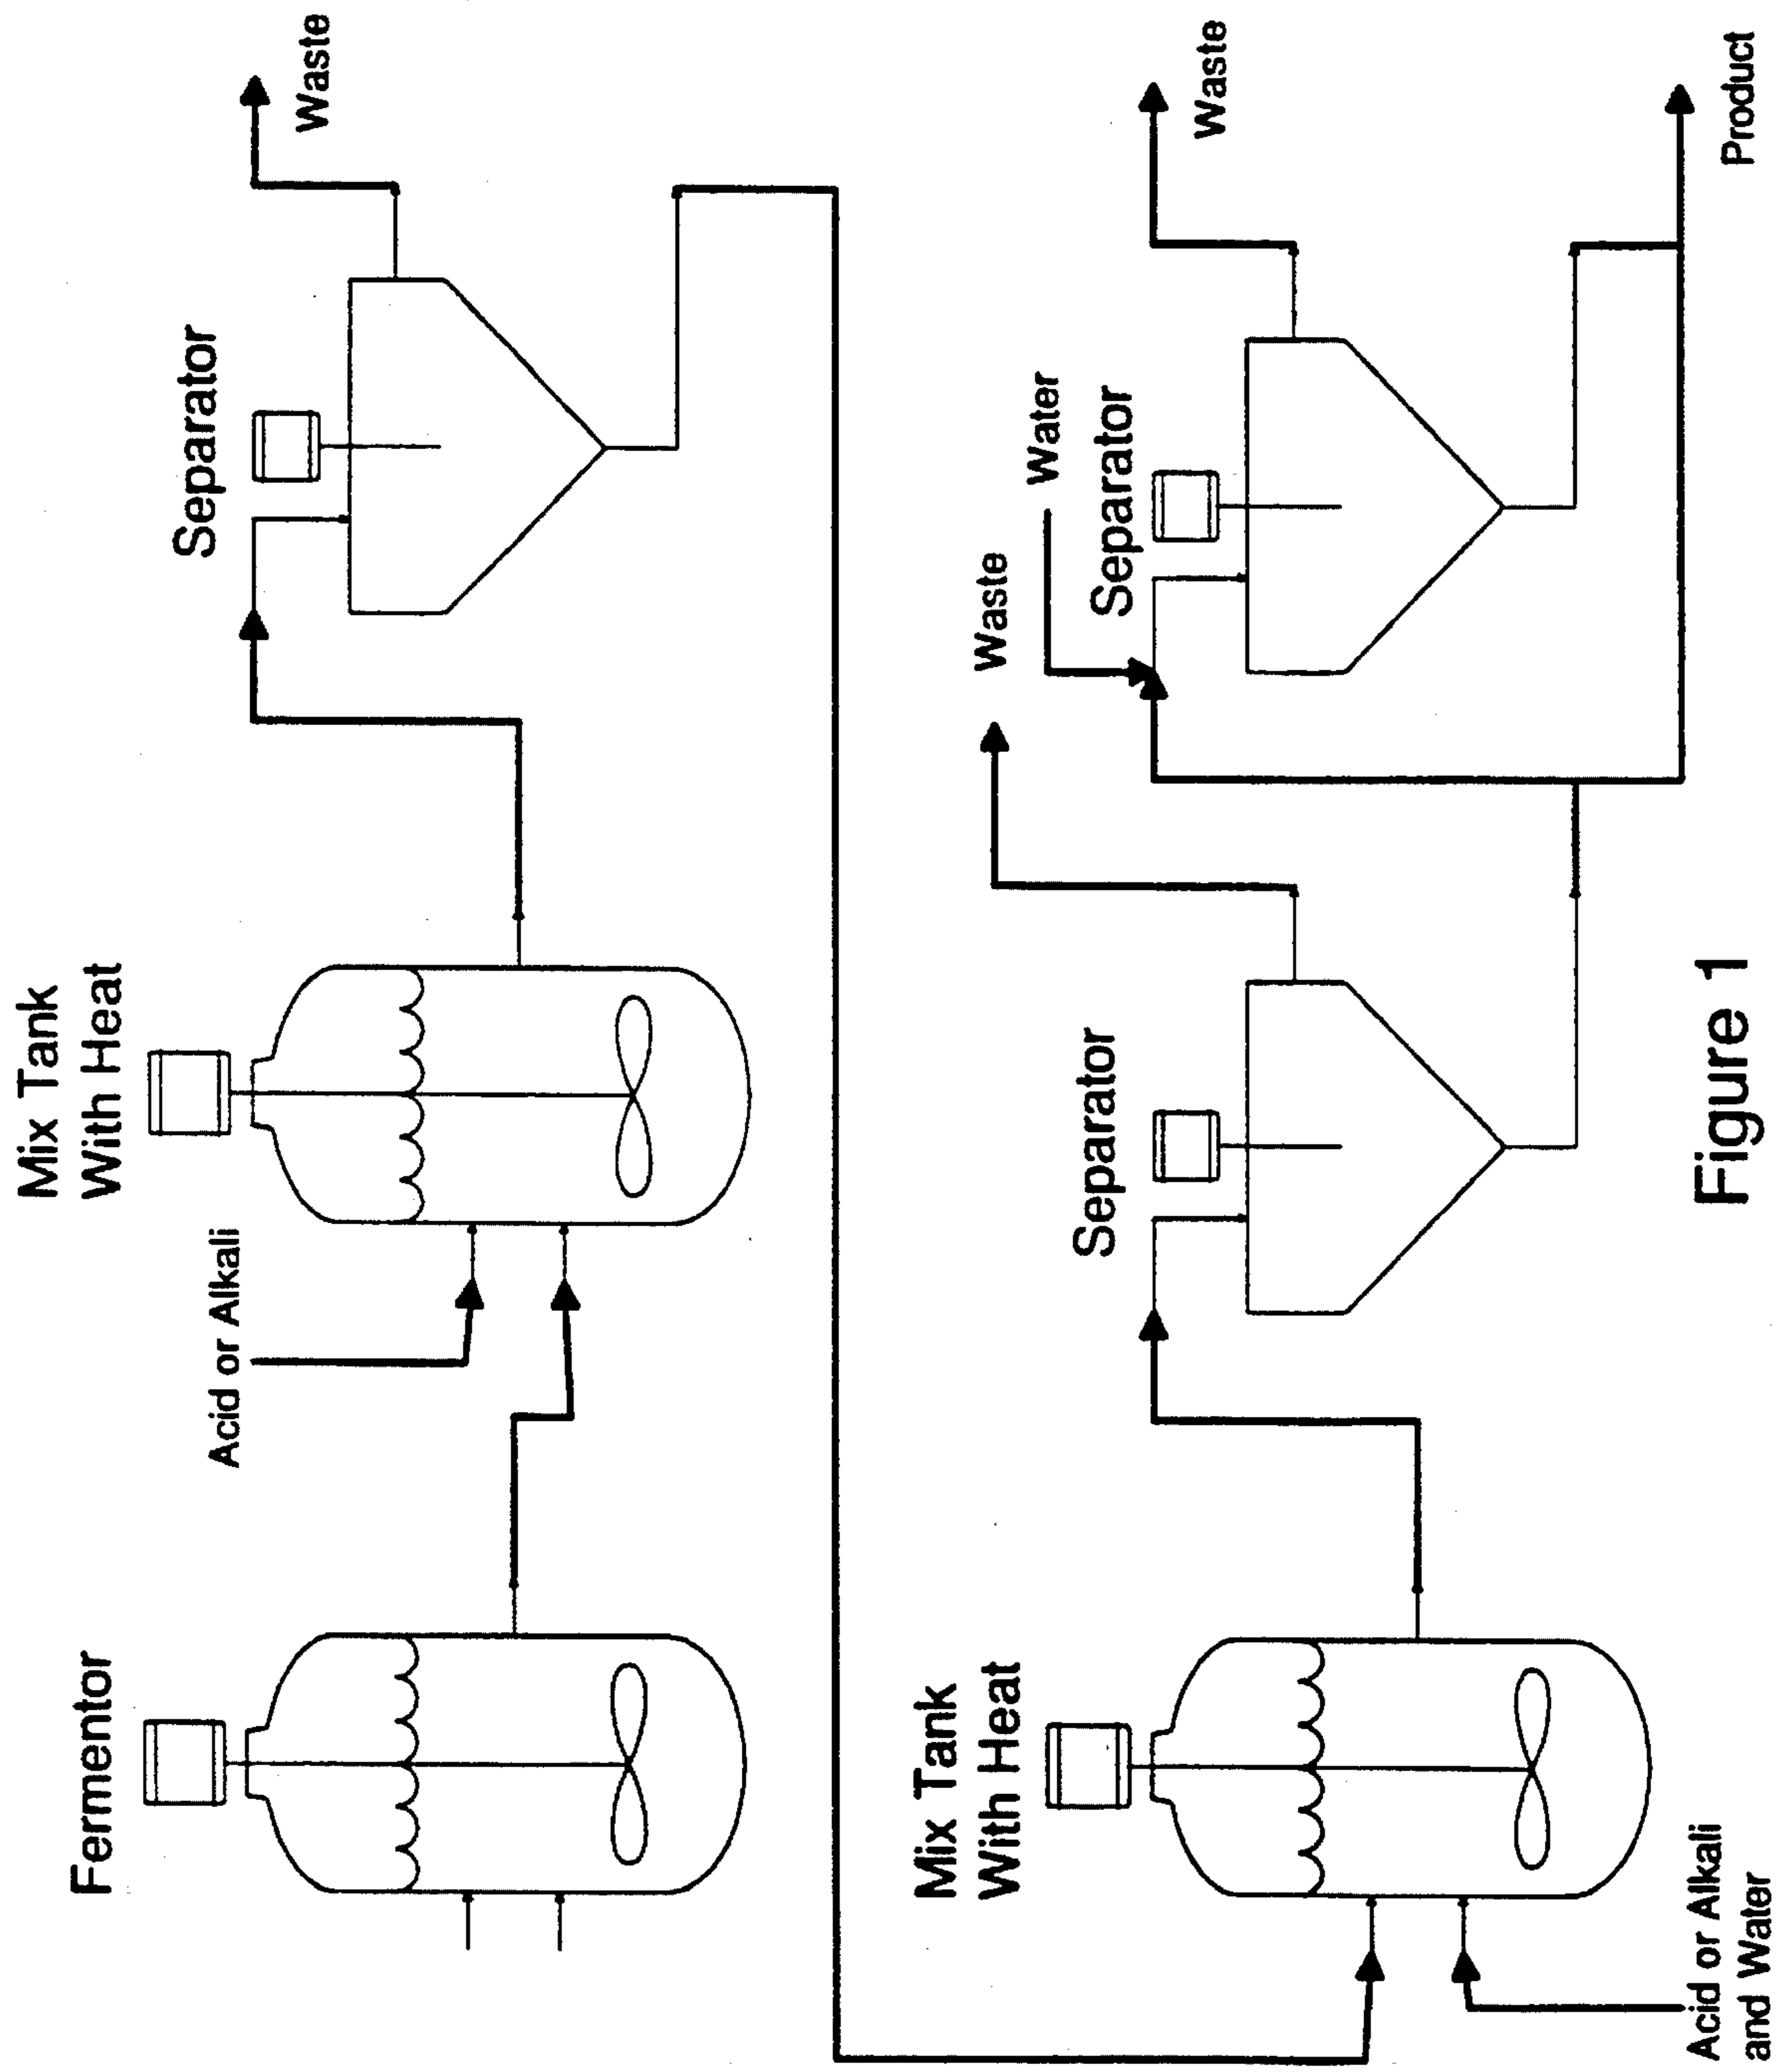 Fermentor
Acid or Alkali
Mix Tank
With Heat
Separator
Waste
Acid or Alkali
and Water
Mix Tank
With Heat
Separator
Waste
Water
Separator
Waste
Product
Figure 1